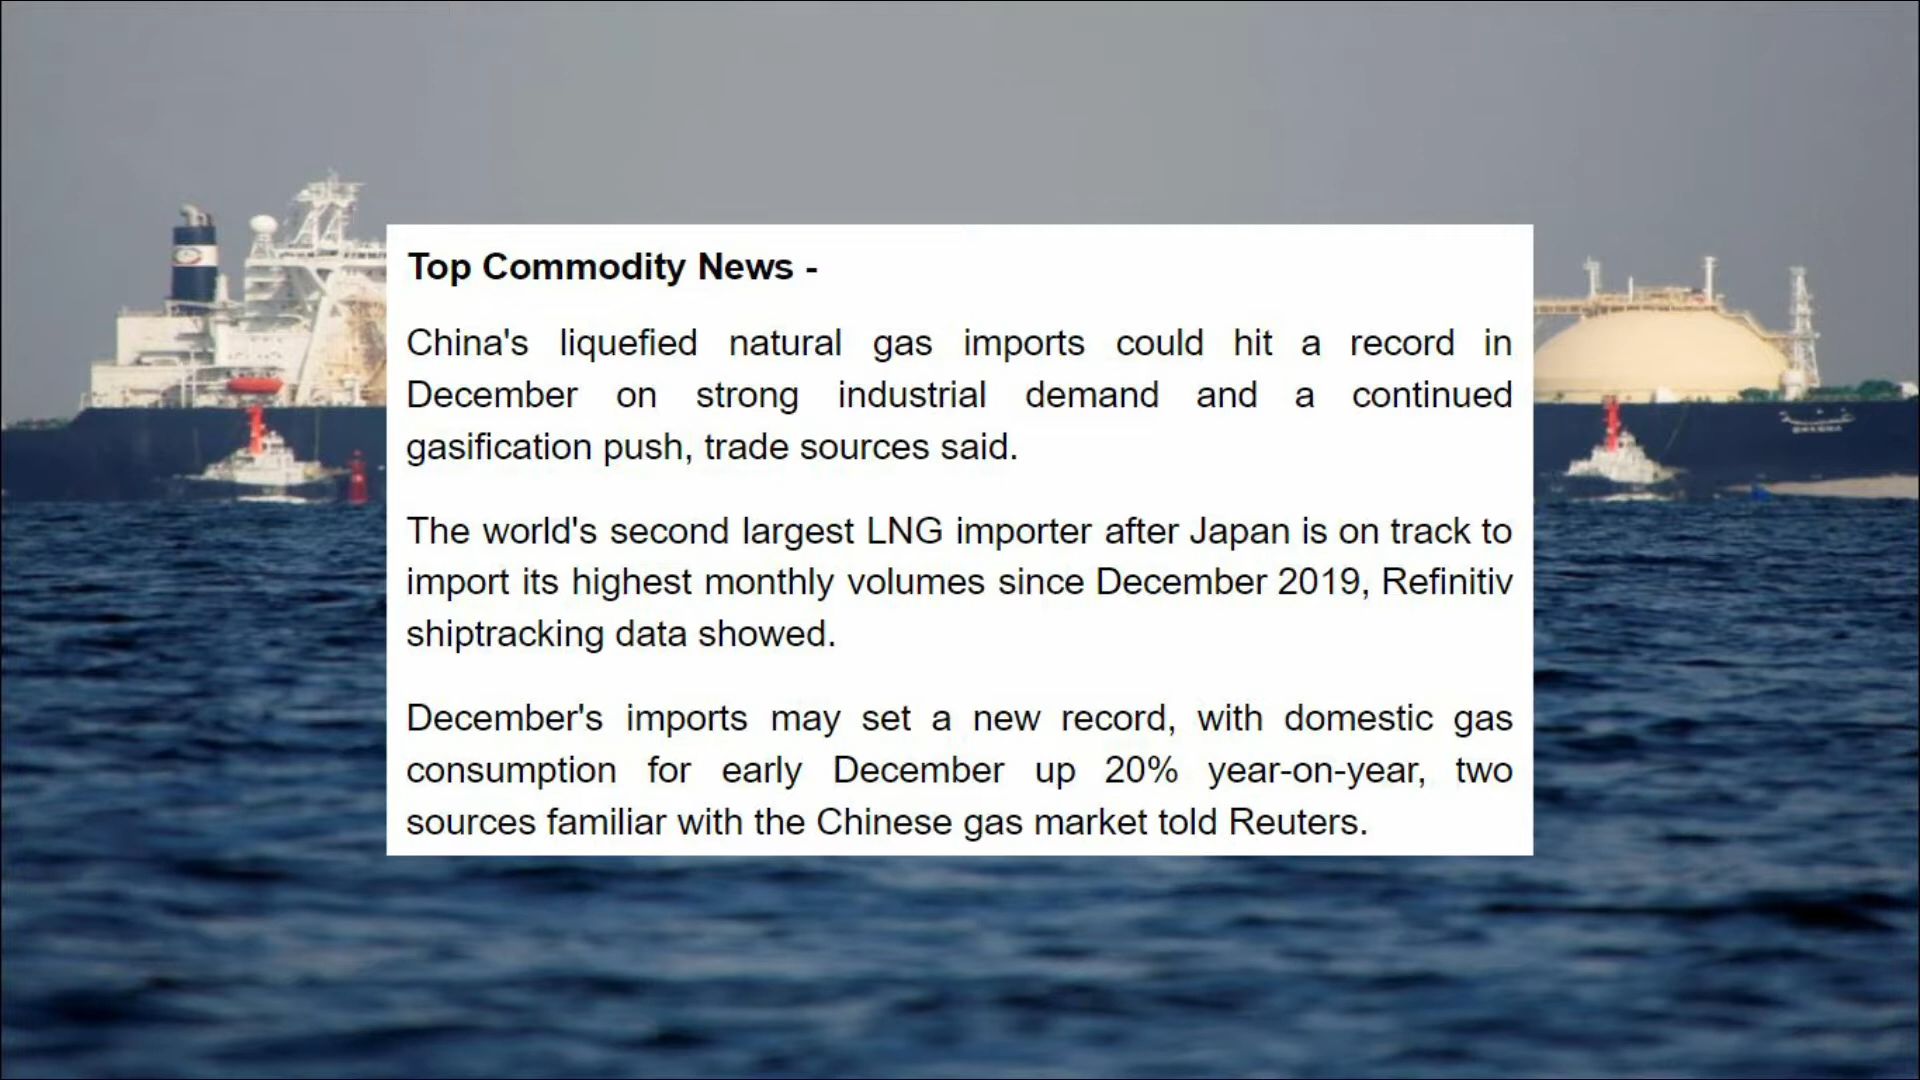 Top Commodity News -
China's liquefied natural gas imports could hit a record in
December on strong industrial demand and a continued
gasification push, trade sources said.
The world's second largest LNG importer after Japan is on track to
import its highest monthly volumes since December 2019, Refinitiv
shiptracking data showed.
December's imports may set a new record, with domestic gas
consumption for early December up 20% year-on-year, two
sources familiar with the Chinese gas market told Reuters.